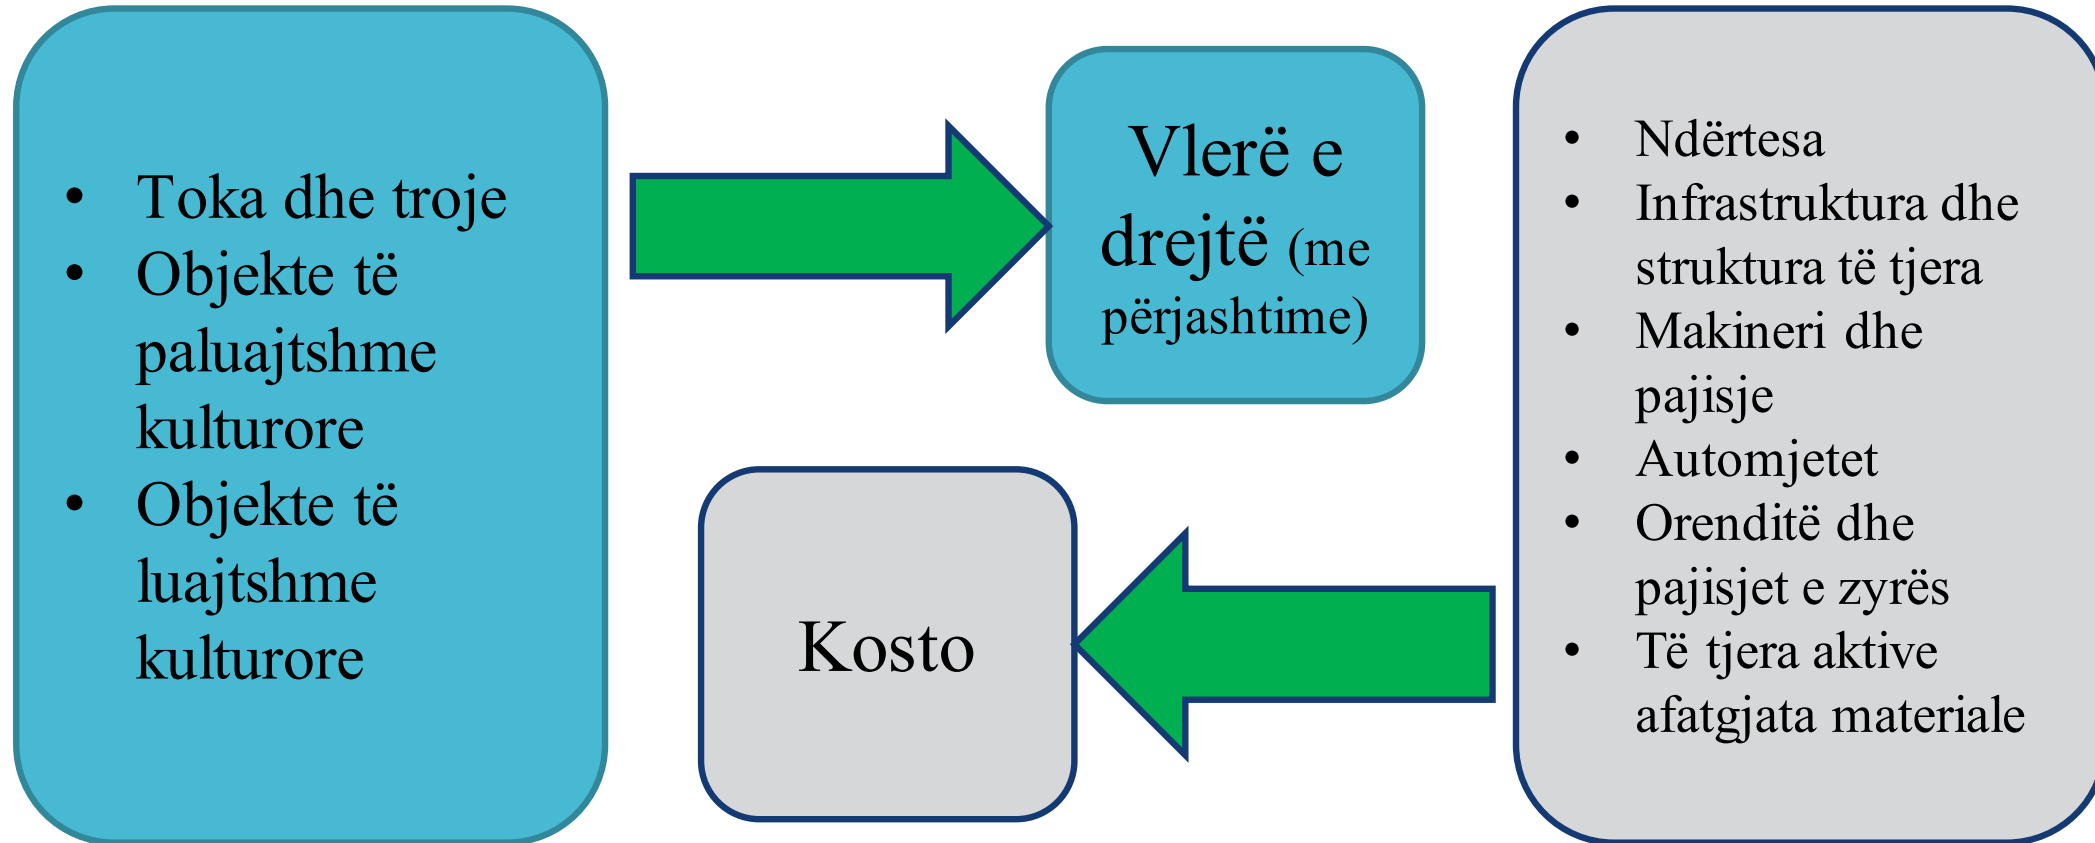 • Toka dhe troje
• Objekte të
paluajtshme
kulturore
• Objekte të
luajtshme
kulturore
Vlerë e
drejtë (me
përjashtime)
Kosto
• Ndërtesa
• Infrastruktura dhe
struktura të tjera
• Makineri dhe
pajisje
• Automjetet
• Orenditë dhe
pajisjet e zyrës
• Të tjera aktive
afatgjata materiale